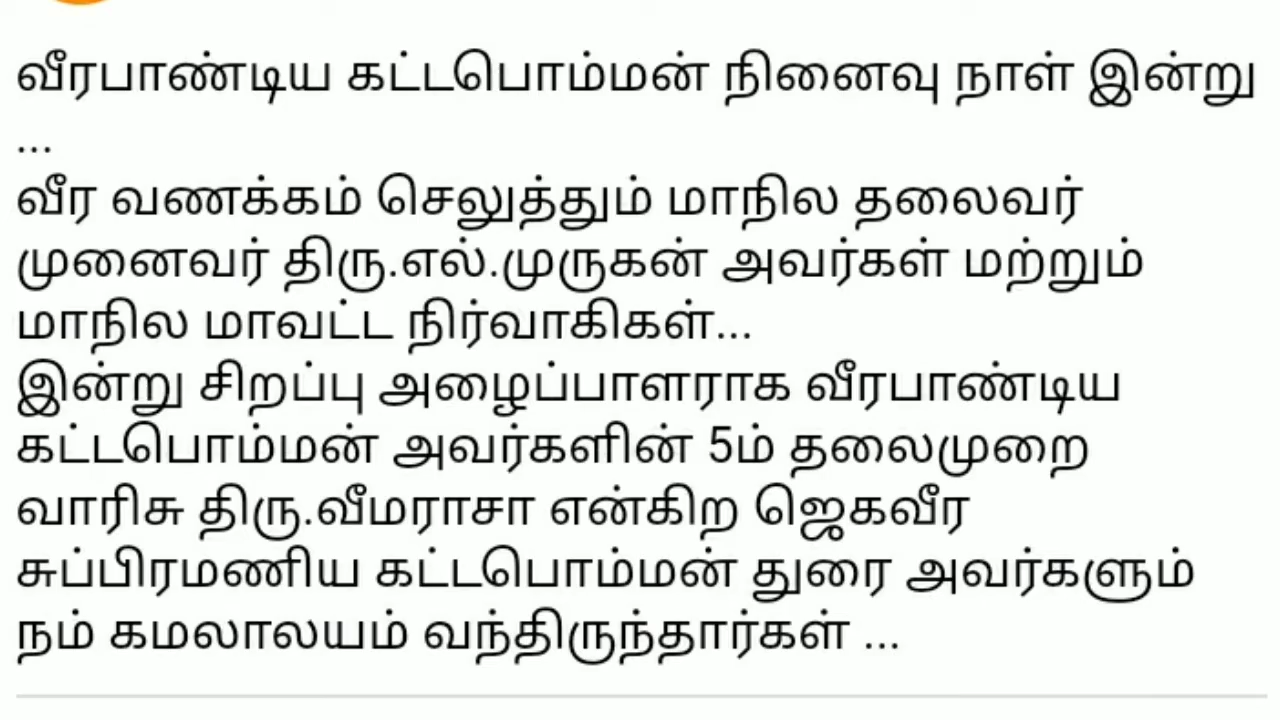 வீரபாண்டிய கட்டபொம்மன் நினைவு நாள் இன்று
...
வீர வணக்கம் செலுத்தும் மாநில தலைவர்
முனைவர் திரு.எல்.முருகன் அவர்கள் மற்றும்
மாநில மாவட்ட நிர்வாகிகள்...
இன்று சிறப்பு அழைப்பாளராக வீரபாண்டிய
கட்டபொம்மன் அவர்களின் 5ம் தலைமுறை
வாரிசு திரு.வீமராசா என்கிற ஜெகவீர
சுப்பிரமணிய கட்டபொம்மன் துரை அவர்களும்
நம் கமலாலயம் வந்திருந்தார்கள் ...